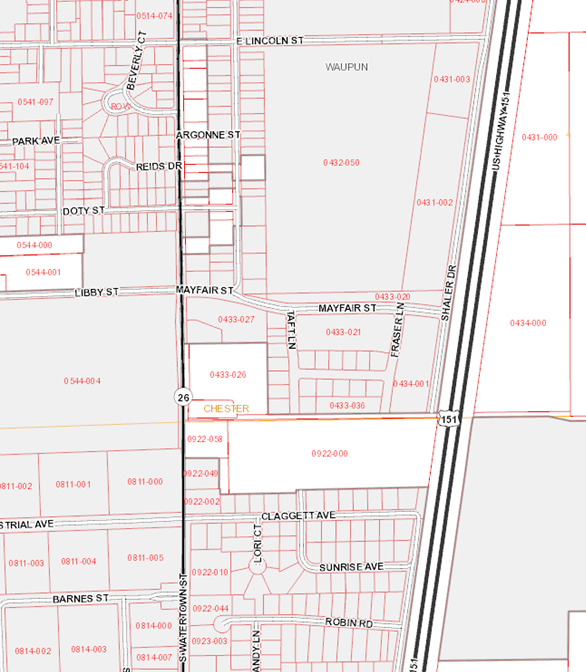 0514-074
E LINCOLN ST
BEVERLY CT
WAUPUN
0431-003
0541-097
ROW
US HIGHWAY 151
0431-000
ARGONNE ST
PARK AVE
541-104
REIDS DR
0432-050
0431-002
DOTY ST
0544-000
0544-001
SHALER DR
LIBBY ST
MAYFAIR ST
0433-020
MAYFAIR ST
0433-027
TAFT LN
FRASER LN
0433-021
0434-000
0433-026
0544-004
0434-001
26
CHESTER
0433-036
151
0922-058
0922-000
0922-049
0811-002
0811-001
0811-000
0922-002
STRIAL AVE
CLAGGETT AVE
LORI CT
0811-003
0811-004
0811-005
0922-010
SUNRISE AVE
S WATERTOWN ST
BARNES ST
0922-044
0814-000
ROBIN RD
0923-003
ANDY LN
0814-002
0814-003
0814-007
S
151